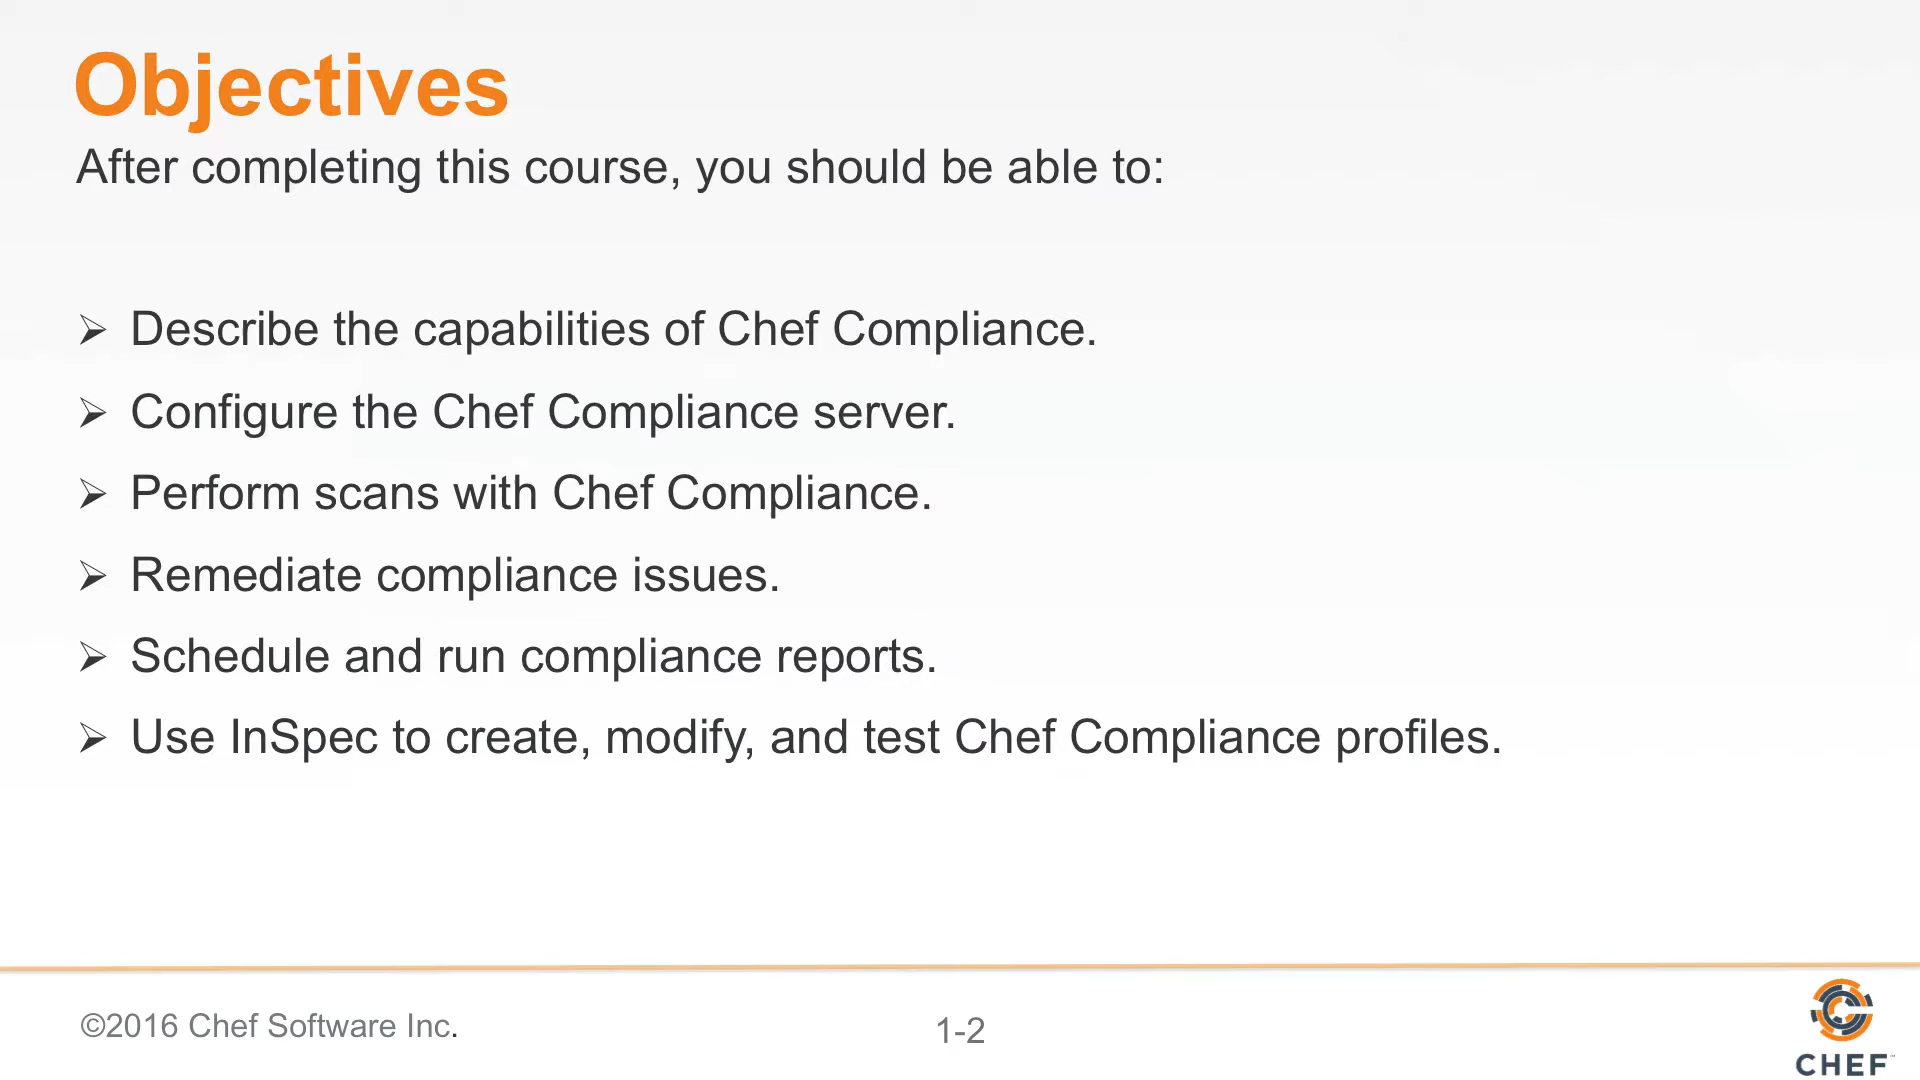 Objectives
After completing this course, you should be able to:
➢ Describe the capabilities of Chef Compliance.
➢ Configure the Chef Compliance server.
➢ Perform scans with Chef Compliance.
➢ Remediate compliance issues.
➢ Schedule and run compliance reports.
➢ Use InSpec to create, modify, and test Chef Compliance profiles.
©2016 Chef Software Inc.
1-2
CHEF™